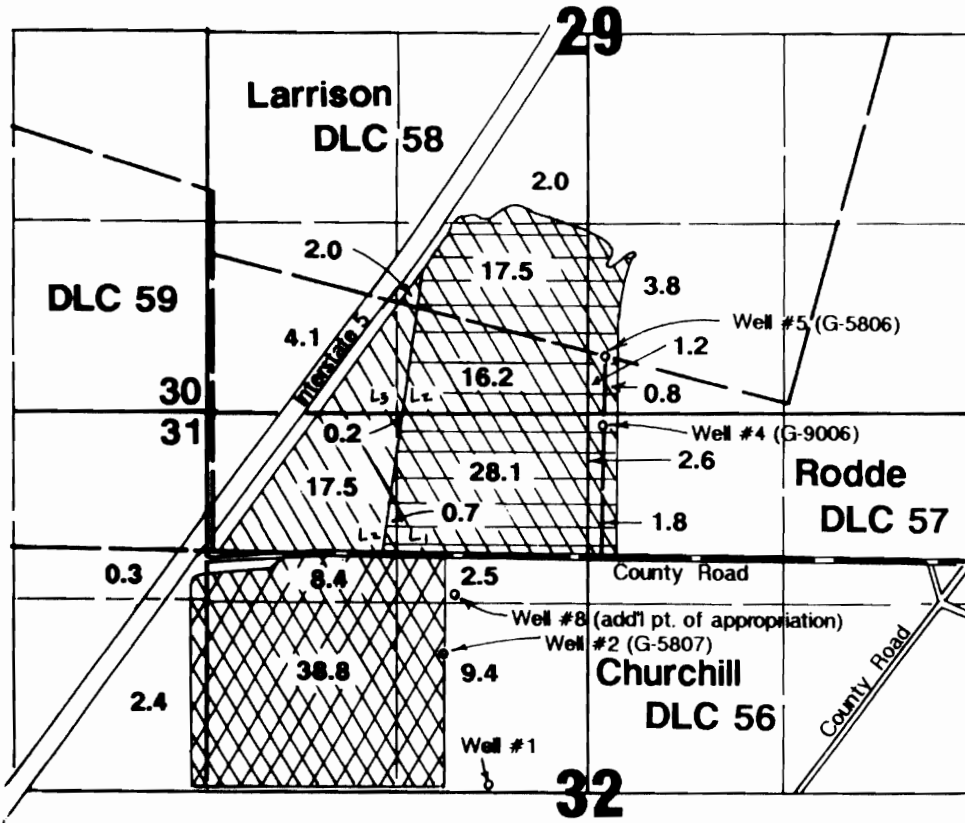 29
Larrison
DLC 58
2.0
2.0
17.5
DLC 59
3.8
4.1
Interstate 5
Well #5 (G-5806)
1.2
16.2
0.8
30
L3 L2
31
0.2
Well #4 (G-9006)
2.6
28.1
Rodde
17.5
DLC 57
0.7
1.8
L2 L1
0.3
8.4
2.5
County Road
Well #8 (add'l pt. of appropriation)
Well #2 (G-5807)
38.8
9.4
Churchill
2.4
DLC 56
County Road
Well #1
32